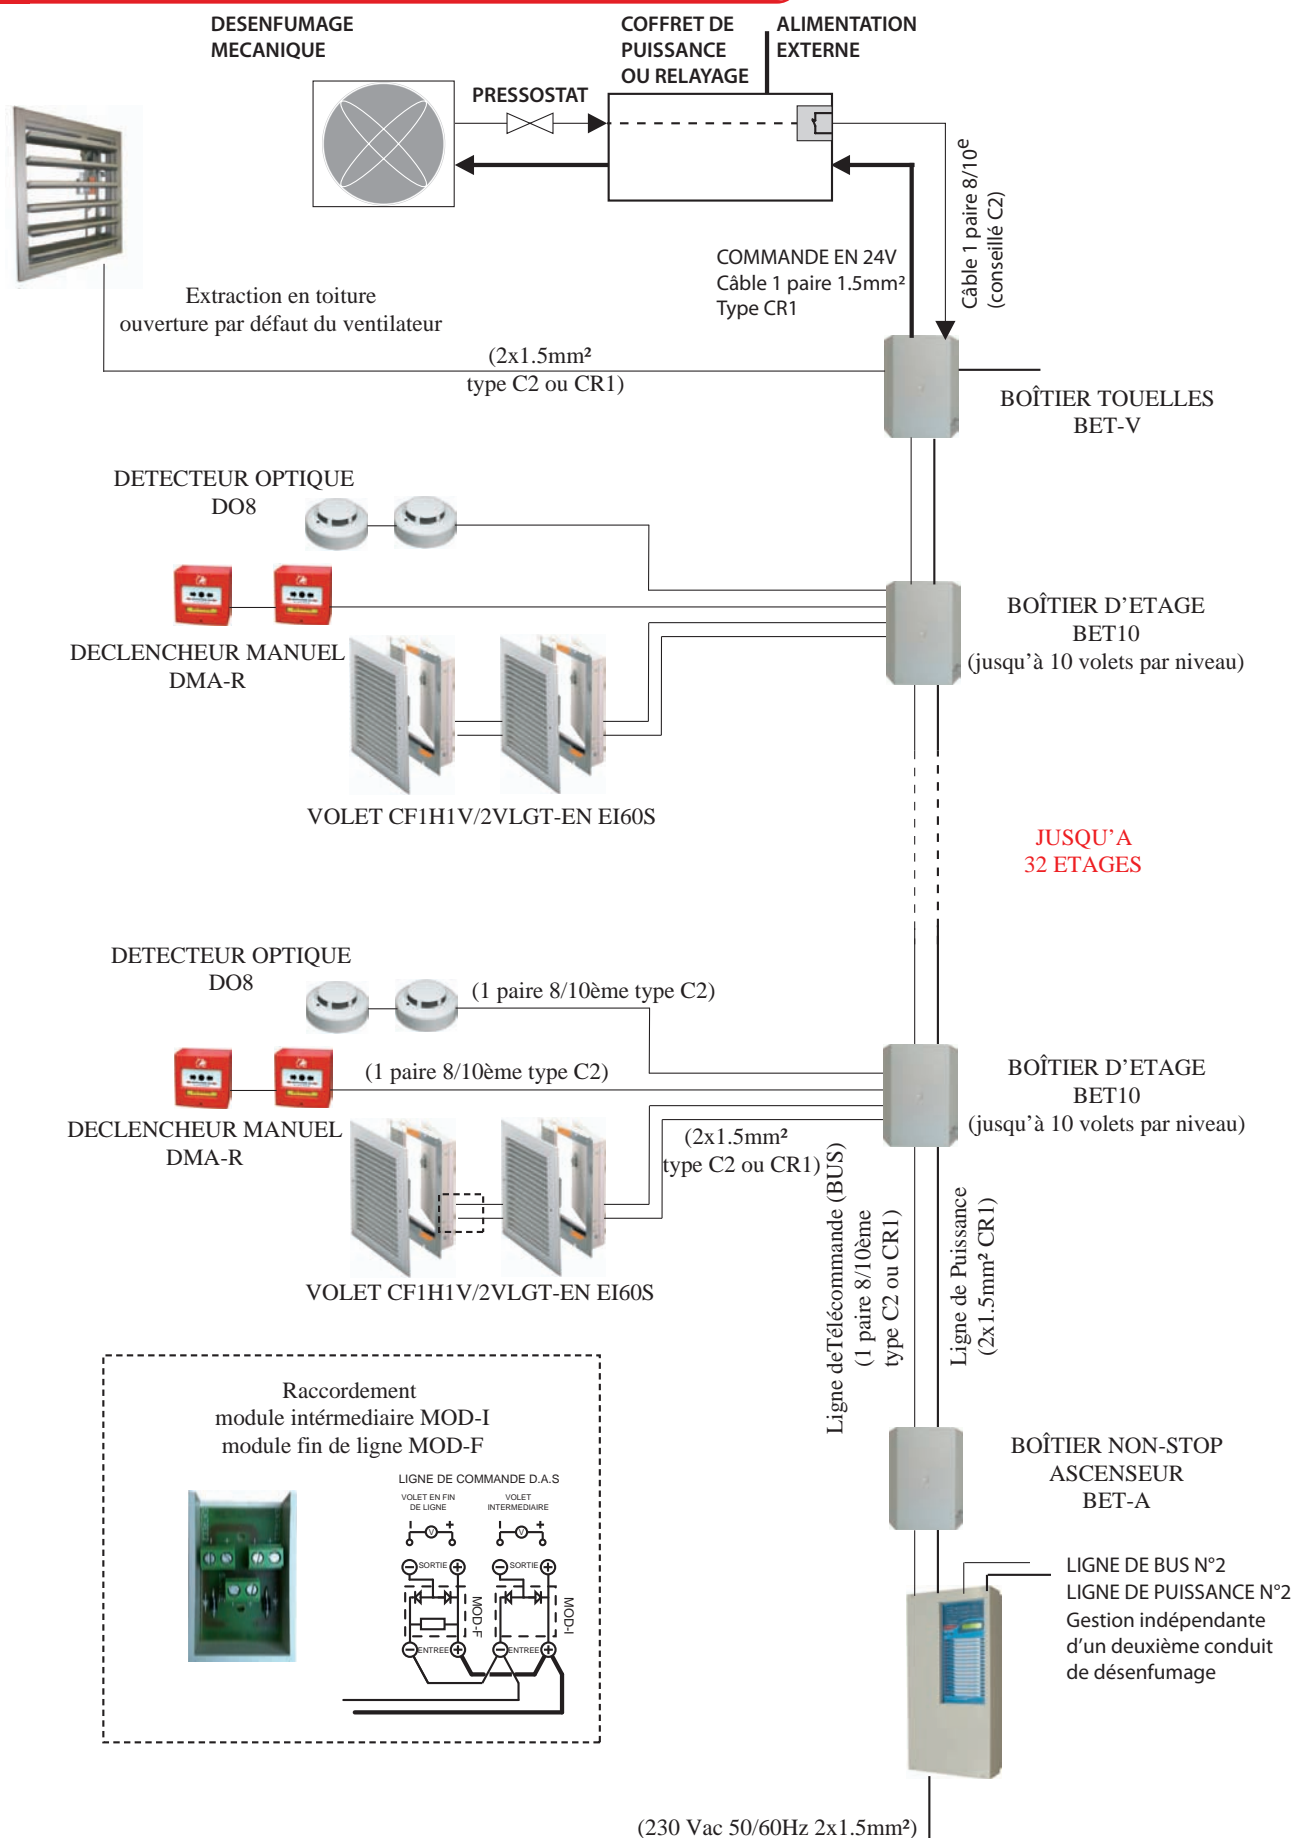 DESENFUMAGE
MECANIQUE
COFFRET DE
PUISSANCE
OU RELAYAGE
ALIMENTATION
EXTERNE
PRESSOSTAT
Câble 1 paire 8/10e
(conseillé C2)
COMMANDE EN 24V
Câble 1 paire 1.5mm²
Type CR1
Extraction en toiture
ouverture par défaut du ventilateur
(2x1.5mm²
type C2 ou CR1)
BOÎTIER TOUELLES
BET-V
DETECTEUR OPTIQUE
DO8
DECLENCHEUR MANUEL
DMA-R
BOÎTIER D’ETAGE
BET10
(jusqu’à 10 volets par niveau)
VOLET CF1H1V/2VLGT-EN EI60S
JUSQU’A
32 ETAGES
DETECTEUR OPTIQUE
DO8
(1 paire 8/10ème type C2)
(1 paire 8/10ème type C2)
DECLENCHEUR MANUEL
DMA-R
BOÎTIER D’ETAGE
BET10
(jusqu’à 10 volets par niveau)
(2x1.5mm²
type C2 ou CR1)
VOLET CF1H1V/2VLGT-EN EI60S
Ligne deTélécommande (BUS)
(1 paire 8/10ème
type C2 ou CR1)
Ligne de Puissance
(2x1.5mm² CR1)
Raccordement
module intérmediaire MOD-I
module fin de ligne MOD-F
LIGNE DE COMMANDE D.A.S
VOLET EN FIN
DE LIGNE
VOLET
INTERMEDIAIRE
- +
- +
V
V
SORTIE
SORTIE
MOD-F
MOD-I
ENTREE
ENTREE
BOÎTIER NON-STOP
ASCENSEUR
BET-A
LIGNE DE BUS N°2
LIGNE DE PUISSANCE N°2
Gestion indépendante
d’un deuxième conduit
de désenfumage
(230 Vac 50/60Hz 2x1.5mm²)